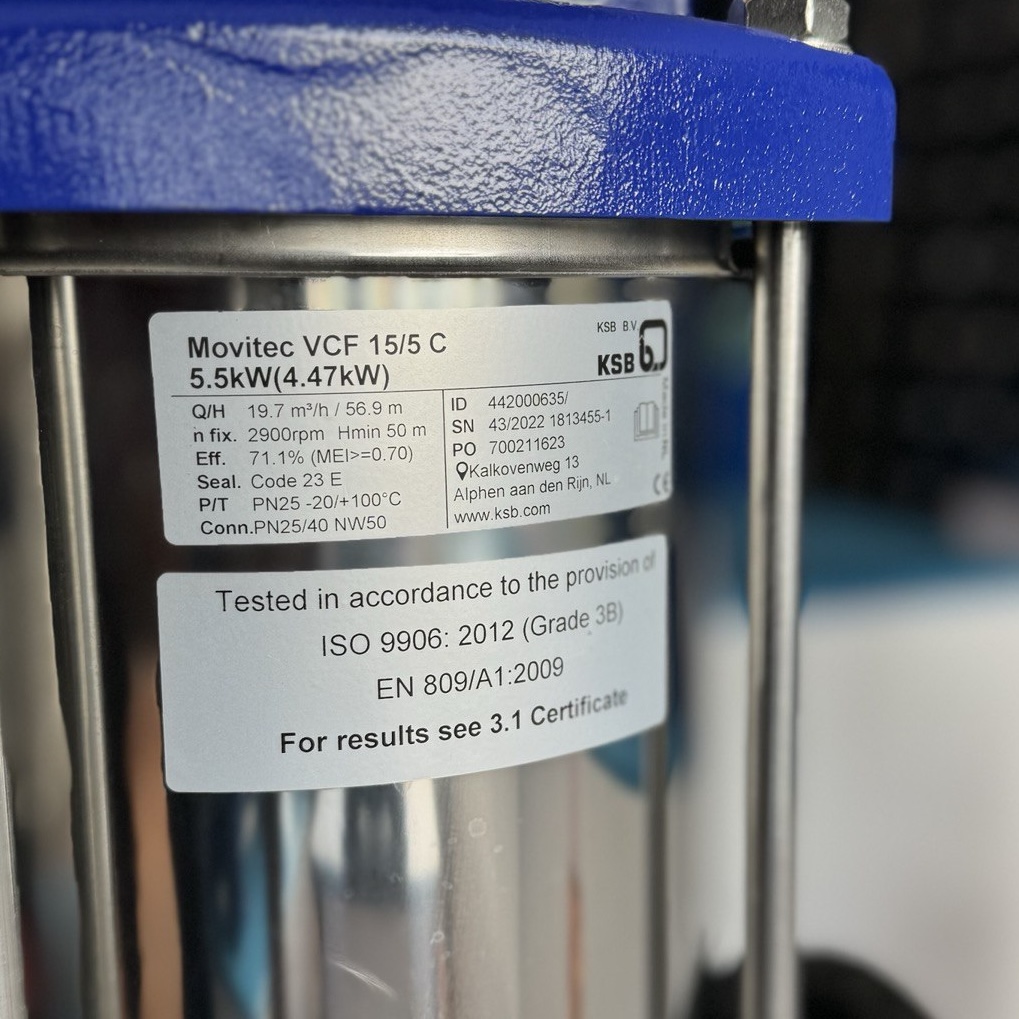 Movitec VCF 15/5 C
5.5kW(4.47kW)
KSB B.V.
KSB
Q/H 19.7 m³/h / 56.9 m
n fix. 2900rpm Hmin 50 m
Eff. 71.1% (MEI>=0.70)
Seal. Code 23 E
P/T PN25 -20/+100°C
Conn.PN25/40 NW50
ID 442000635/
SN 43/2022 1813455-1
PO 700211623
Kalkovenweg 13
Alphen aan den Rijn, NL
www.ksb.com
Made in NL
CE
Tested in accordance to the provision of
ISO 9906: 2012 (Grade 3B)
EN 809/A1:2009
For results see 3.1 Certificate